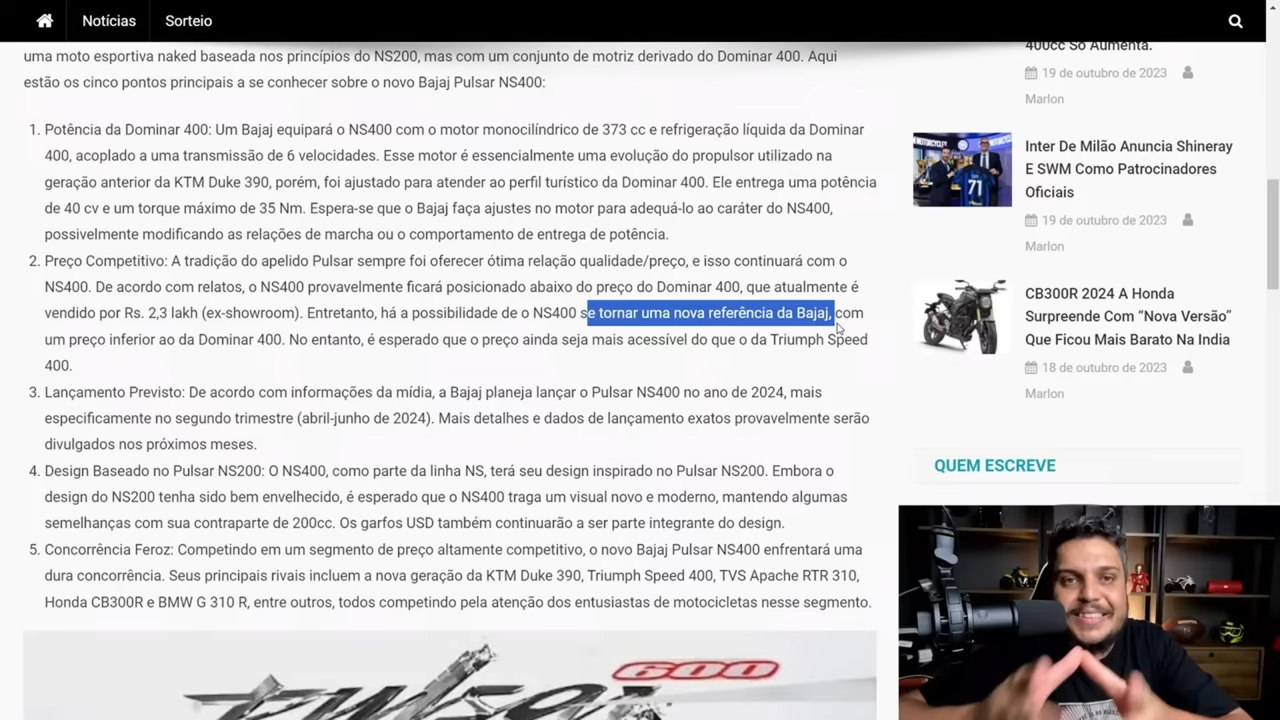 Notícias
Sorteio
uma moto esportiva naked baseada nos princípios do NS200, mas com um conjunto de motriz derivado do Dominar 400. Aqui
estão os cinco pontos principais a se conhecer sobre o novo Bajaj Pulsar NS400:
1. Potência da Dominar 400: Um Bajaj equipará o NS400 com o motor monocilíndrico de 373 cc e refrigeração líquida da Dominar
400, acoplado a uma transmissão de 6 velocidades. Esse motor é essencialmente uma evolução do propulsor utilizado na
geração anterior da KTM Duke 390, porém, foi ajustado para atender ao perfil turístico da Dominar 400. Ele entrega uma potência
de 40 cv e um torque máximo de 35 Nm. Espera-se que o Bajaj faça ajustes no motor para adequá-lo ao caráter do NS400,
possivelmente modificando as relações de marcha ou o comportamento de entrega de potência.
2. Preço Competitivo: A tradição do apelido Pulsar sempre foi oferecer ótima relação qualidade/preço, e isso continuará com o
NS400. De acordo com relatos, o NS400 provavelmente ficará posicionado abaixo do preço do Dominar 400, que atualmente é
vendido por Rs. 2,3 lakh (ex-showroom). Entretanto, há a possibilidade de o NS400 se tornar uma nova referência da Bajaj, com
um preço inferior ao da Dominar 400. No entanto, é esperado que o preço ainda seja mais acessível do que o da Triumph Speed
400.
3. Lançamento Previsto: De acordo com informações da mídia, a Bajaj planeja lançar o Pulsar NS400 no ano de 2024, mais
especificamente no segundo trimestre (abril-junho de 2024). Mais detalhes e dados de lançamento exatos provavelmente serão
divulgados nos próximos meses.
4. Design Baseado no Pulsar NS200: O NS400, como parte da linha NS, terá seu design inspirado no Pulsar NS200. Embora o
design do NS200 tenha sido bem envelhecido, é esperado que o NS400 traga um visual novo e moderno, mantendo algumas
semelhanças com sua contraparte de 200cc. Os garfos USD também continuarão a ser parte integrante do design.
5. Concorrência Feroz: Competindo em um segmento de preço altamente competitivo, o novo Bajaj Pulsar NS400 enfrentará uma
dura concorrência. Seus principais rivais incluem a nova geração da KTM Duke 390, Triumph Speed 400, TVS Apache RTR 310,
Honda CB300R e BMW G 310 R, entre outros, todos competindo pela atenção dos entusiastas de motocicletas nesse segmento.
600
Pulsar
400cc Só Aumenta.
19 de outubro de 2023
Marlon
71
Inter De Milão Anuncia Shineray
E SWM Como Patrocinadores
Oficiais
19 de outubro de 2023
Marlon
CB300R 2024 A Honda
Surpreende Com “Nova Versão”
Que Ficou Mais Barato Na India
18 de outubro de 2023
Marlon
QUEM ESCREVE